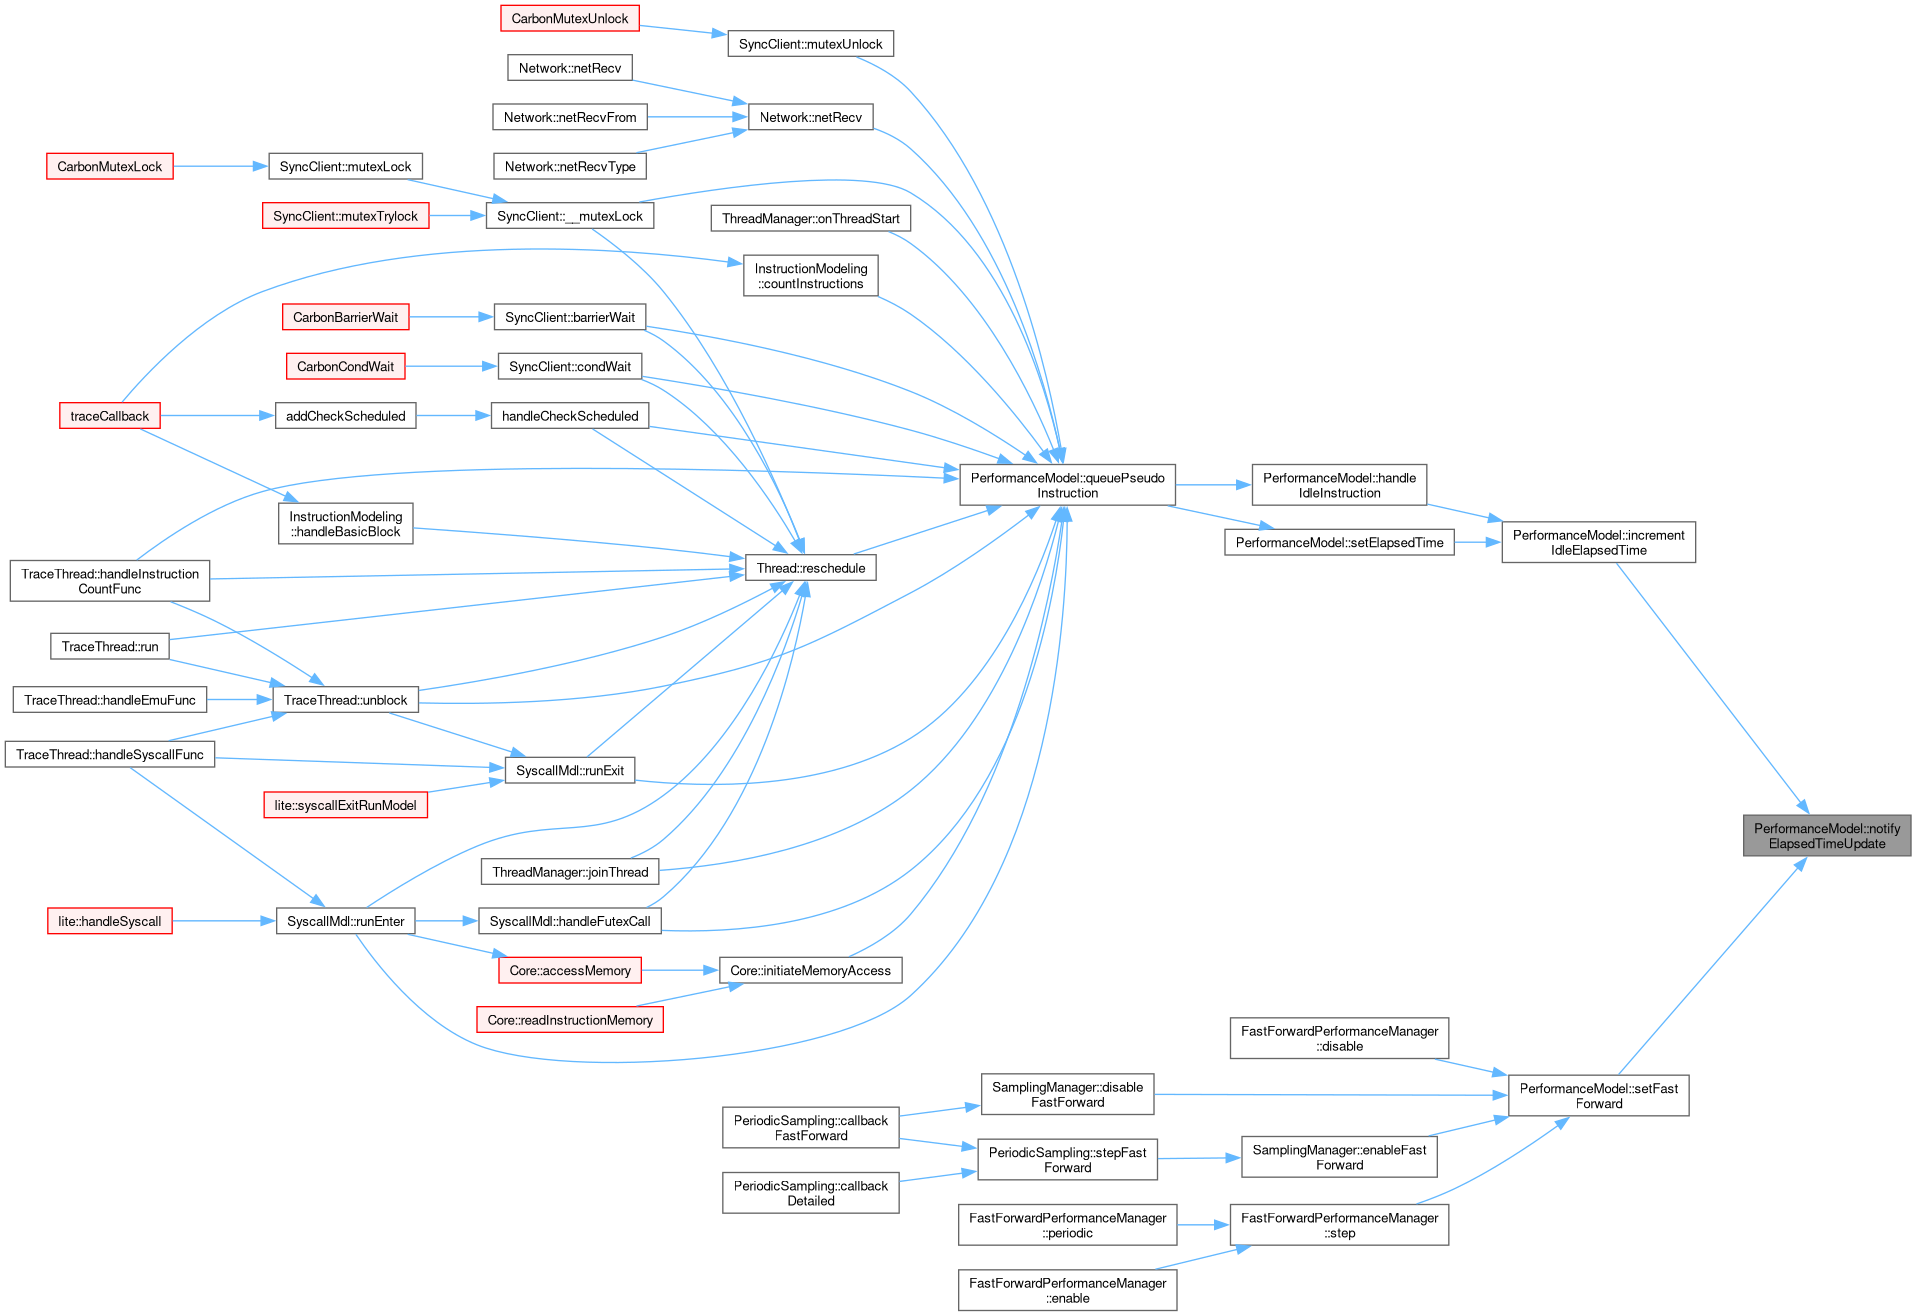 CarbonMutexUnlock
SyncClient::mutexUnlock
Network::netRecv
Network::netRecvFrom
Network::netRecv
Network::netRecvType
CarbonMutexLock
SyncClient::mutexLock
SyncClient::mutexTrylock
SyncClient::__mutexLock
ThreadManager::onThreadStart
InstructionModeling
::countInstructions
CarbonBarrierWait
SyncClient::barrierWait
CarbonCondWait
SyncClient::condWait
traceCallback
addCheckScheduled
handleCheckScheduled
PerformanceModel::queuePseudo
Instruction
PerformanceModel::handle
IdleInstruction
InstructionModeling
::handleBasicBlock
PerformanceModel::setElapsedTime
PerformanceModel::increment
IdleElapsedTime
TraceThread::handleInstruction
CountFunc
Thread::reschedule
TraceThread::run
TraceThread::handleEmuFunc
TraceThread::unblock
TraceThread::handleSyscallFunc
SyscallMdl::runExit
lite::syscallExitRunModel
PerformanceModel::notify
ElapsedTimeUpdate
ThreadManager::joinThread
lite::handleSyscall
SyscallMdl::runEnter
SyscallMdl::handleFutexCall
Core::accessMemory
Core::initiateMemoryAccess
Core::readInstructionMemory
FastForwardPerformanceManager
::disable
SamplingManager::disable
FastForward
PerformanceModel::setFast
Forward
PeriodicSampling::callback
FastForward
PeriodicSampling::stepFast
Forward
SamplingManager::enableFast
Forward
PeriodicSampling::callback
Detailed
FastForwardPerformanceManager
::periodic
FastForwardPerformanceManager
::step
FastForwardPerformanceManager
::enable